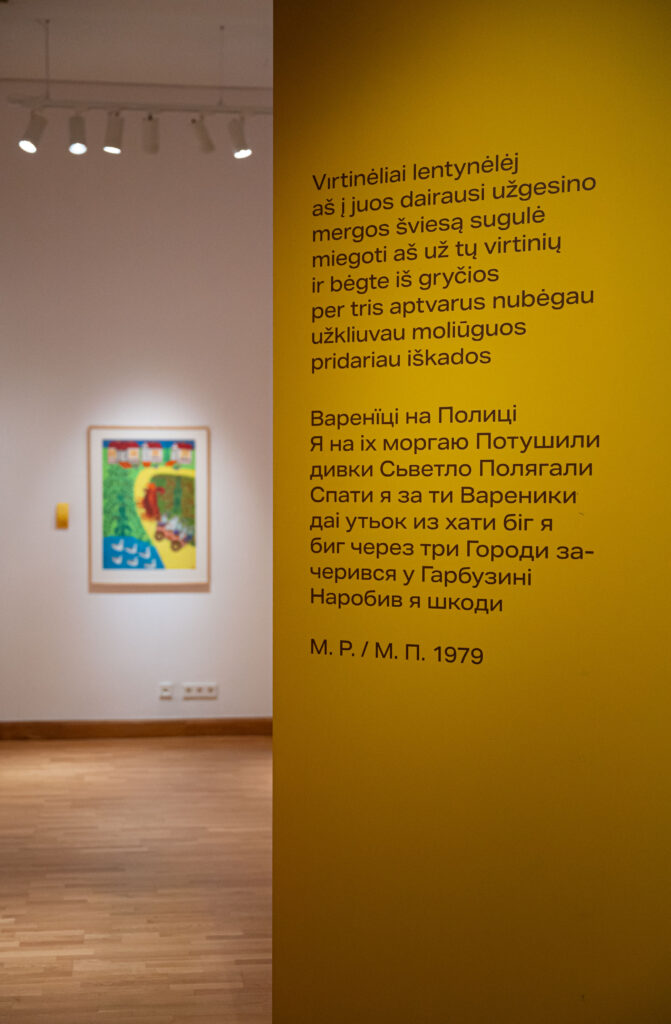 Virtinėliai lentynėlėj
aš į juos dairausi užgesino
mergos šviesą sugulė
miegoti aš už tų virtinių
ir bėgte iš gryčios
per tris aptvarus nubėgau
užkliuvau moliūguos
pridariau iškados
Варенїці на Полиці
Я на іх моргаю Потушили
дивки Сьветло Полягали
Спати я за ти Вареники
даі утьок из хати біг я
биг через три Городи за-
черився у Гарбузині
Наробив я шкоди
М. Р. / М. П. 1979